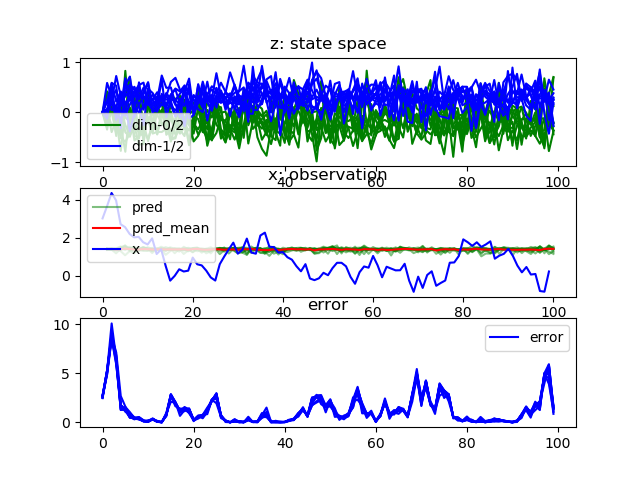 z: state space
1
0
−1
dim-0/2
dim-1/2
0 20 40 60 80 100
x: observation
4
2
0
pred
pred_mean
x
0 20 40 60 80 100
error
10
5
0
error
0 20 40 60 80 100